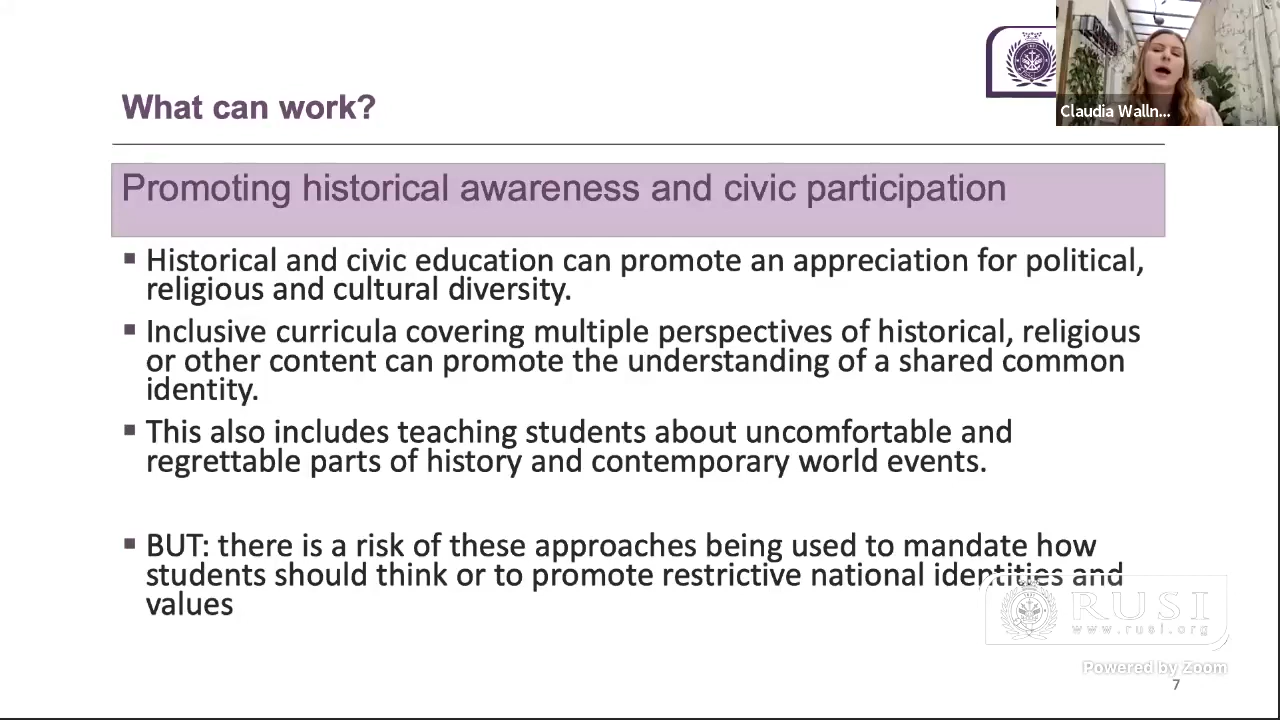 What can work?
Claudia Walln...
Promoting historical awareness and civic participation
▪ Historical and civic education can promote an appreciation for political,
religious and cultural diversity.
▪ Inclusive curricula covering multiple perspectives of historical, religious
or other content can promote the understanding of a shared common
identity.
▪ This also includes teaching students about uncomfortable and
regrettable parts of history and contemporary world events.
▪ BUT: there is a risk of these approaches being used to mandate how
students should think or to promote restrictive national identities and
values
RUSI
www.rusi.org
Powered by Zoom
7